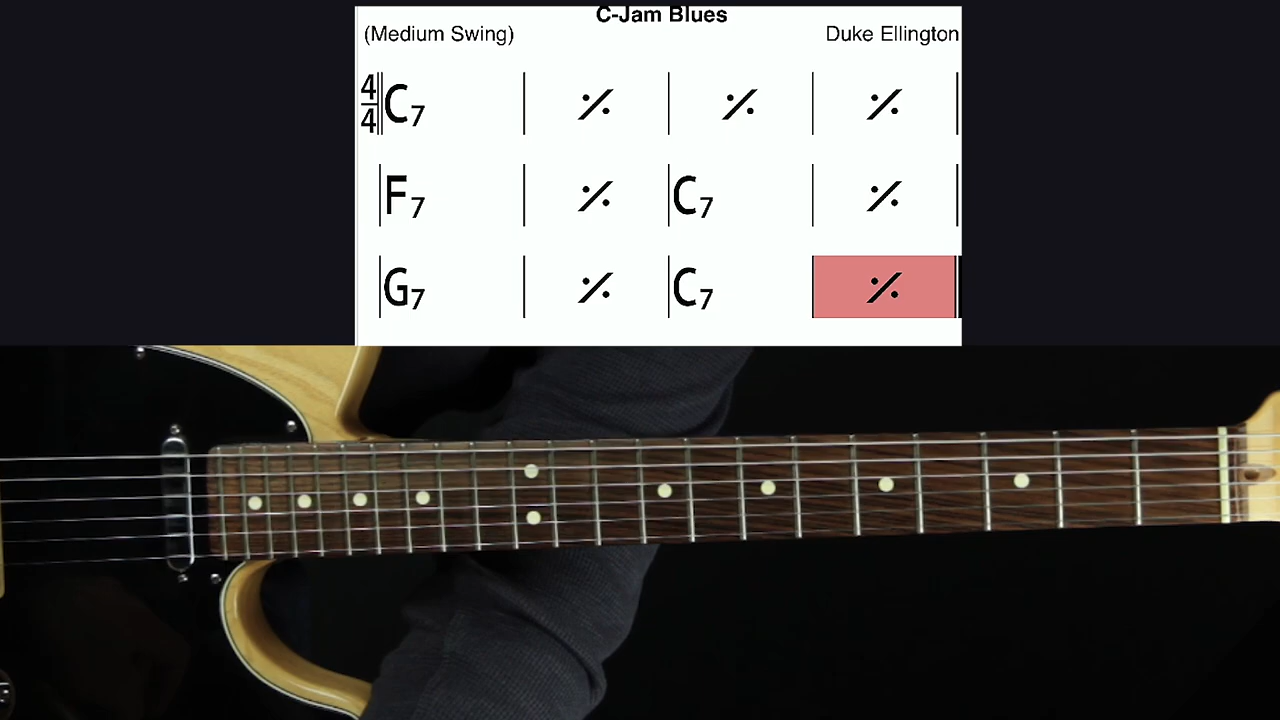 C-Jam Blues
(Medium Swing) Duke Ellington
4/4 C7 | 𝄎 | 𝄎 | 𝄎
F7 | 𝄎 | C7 | 𝄎
G7 | 𝄎 | C7 | 𝄎